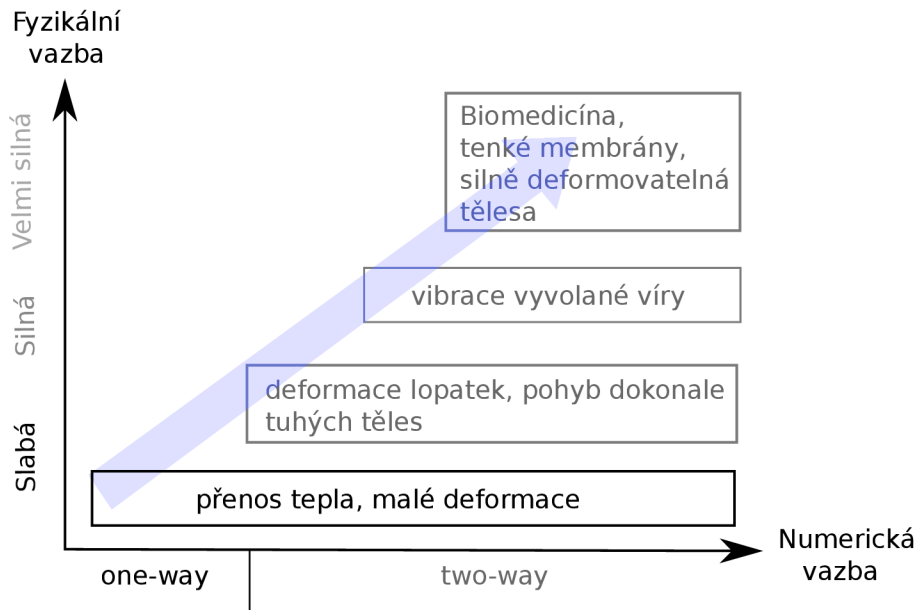 Fyzikální
vazba
Velmi silná
Silná
Slabá
Biomedicína,
tenké membrány,
silně deformovatelná
tělesa
vibrace vyvolané víry
deformace lopatek, pohyb dokonale
tuhých těles
přenos tepla, malé deformace
one-way
two-way
Numerická
vazba